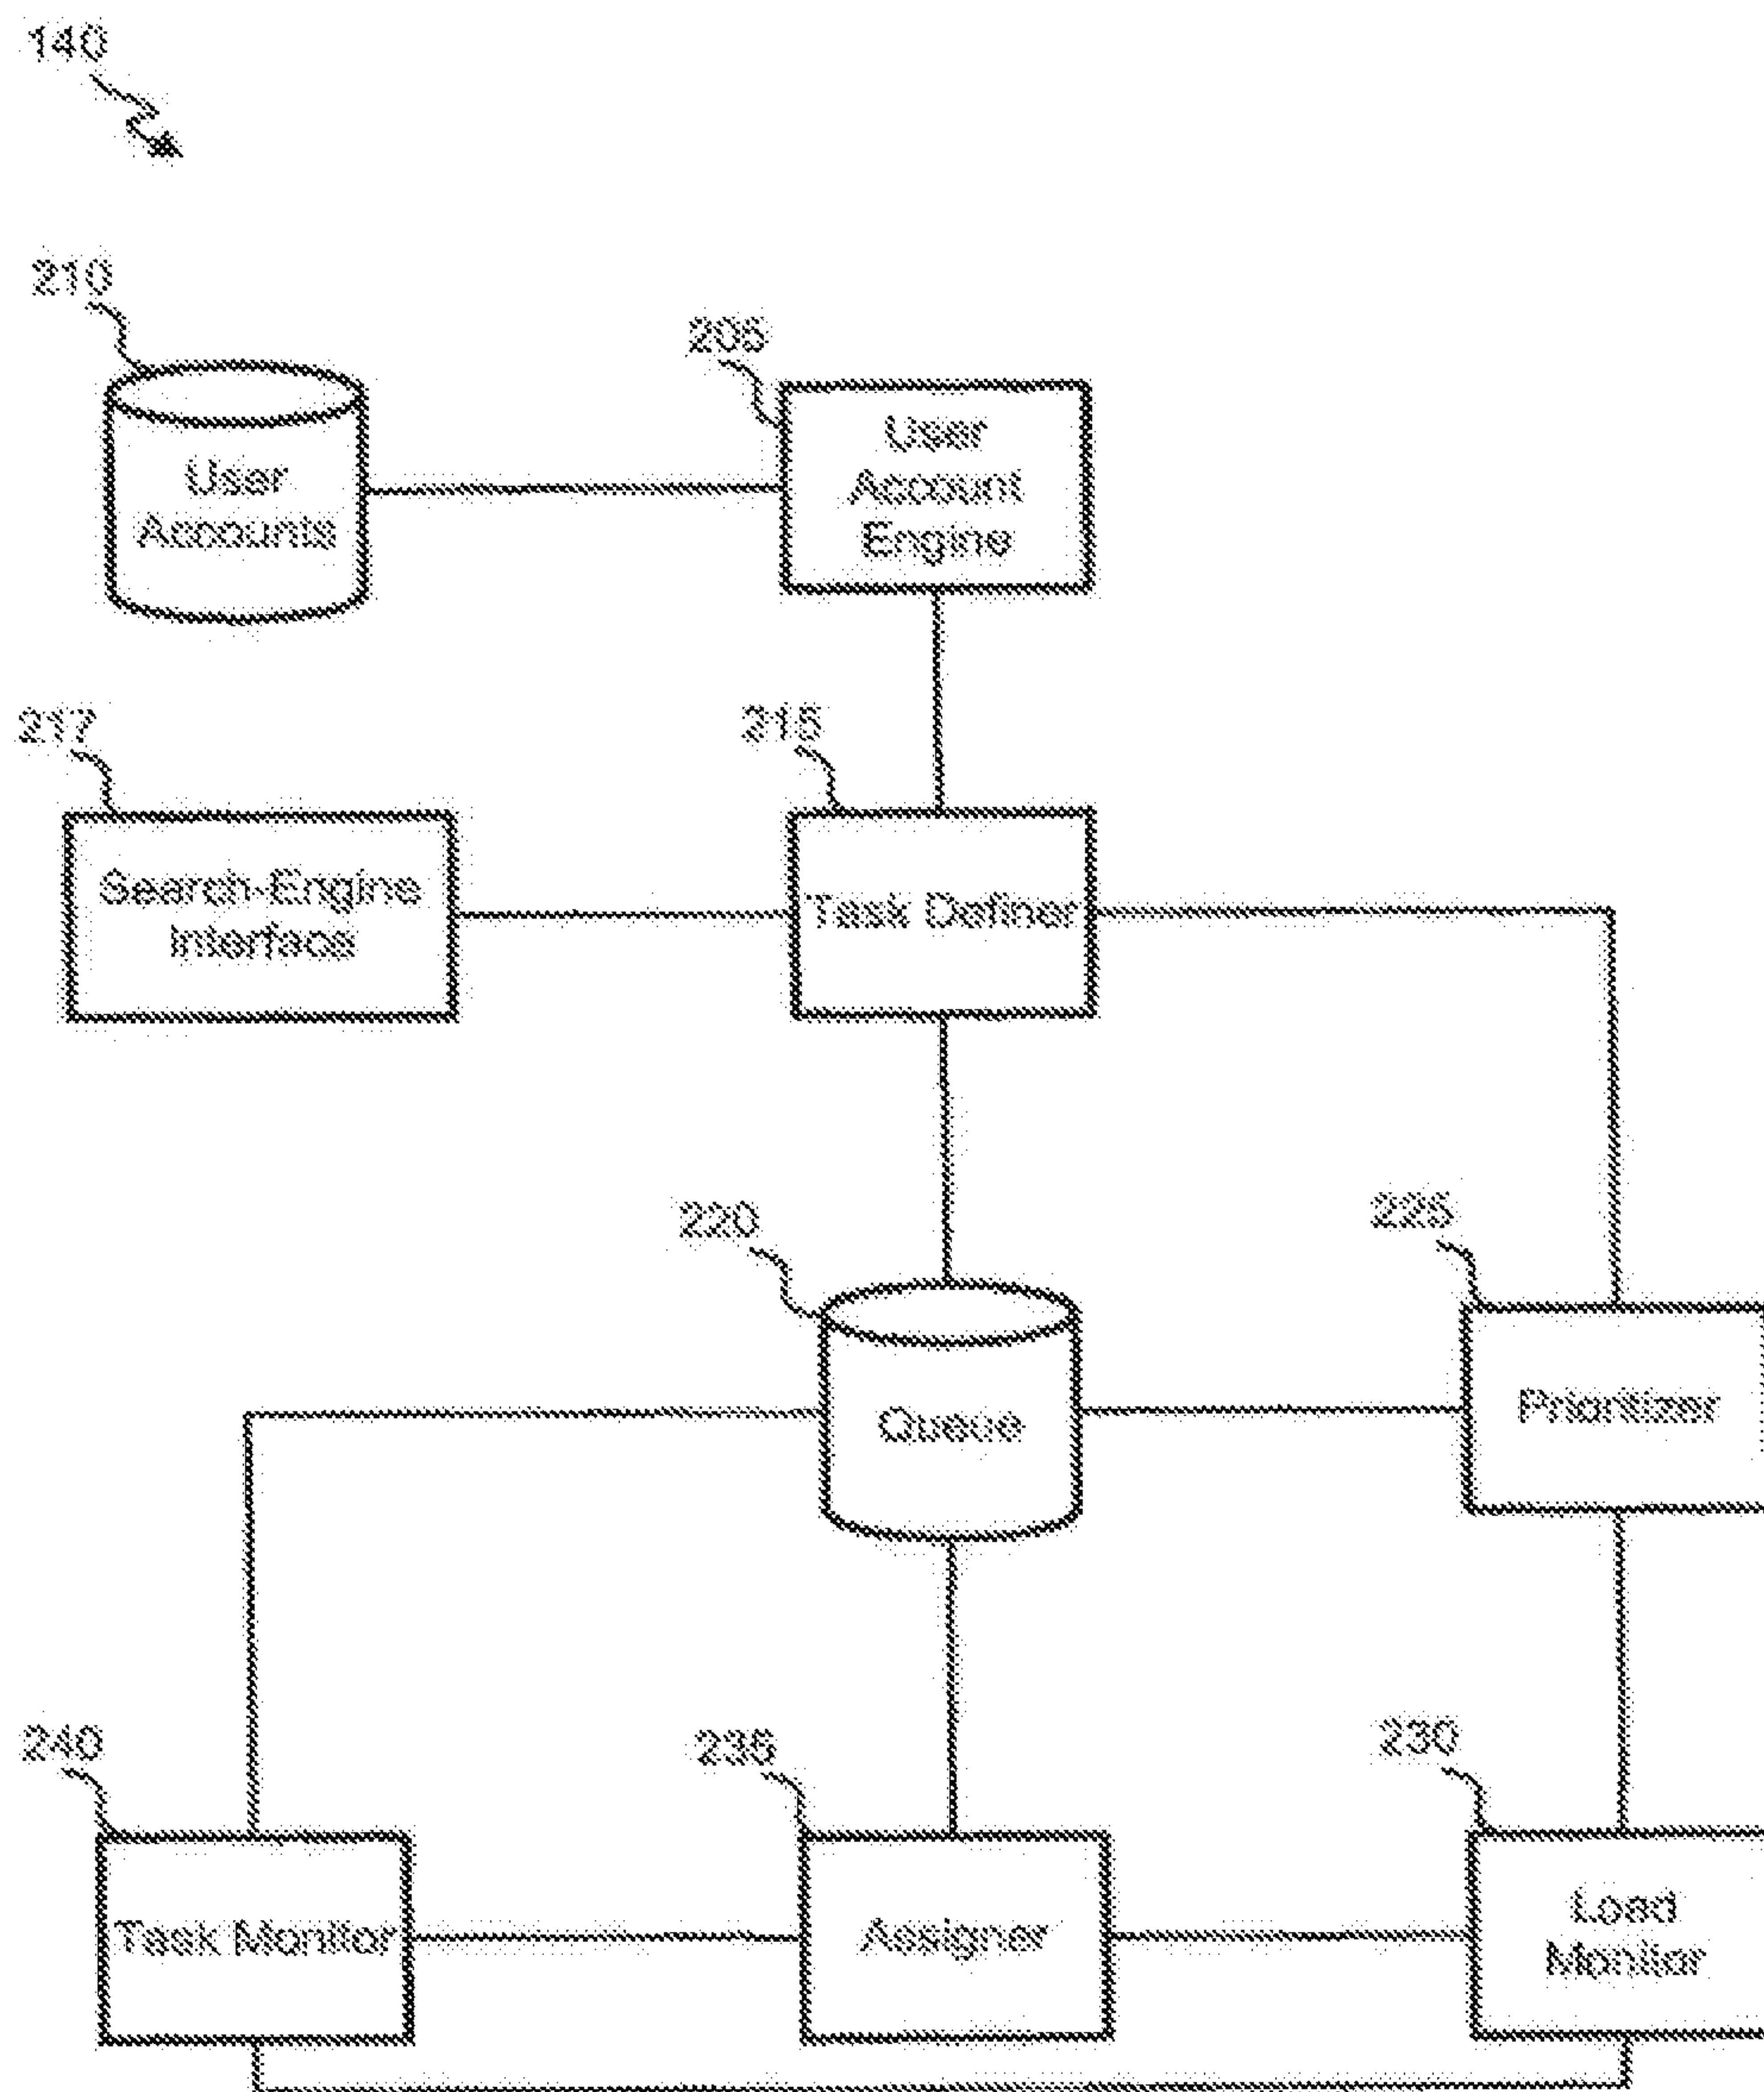 140
210
205
User
Account
Engine
User
Accounts
217
215
Search-Engine
Interface
Task Definer
220
225
Queue
Prioritizer
240
235
230
Task Monitor
Assigner
Load
Monitor